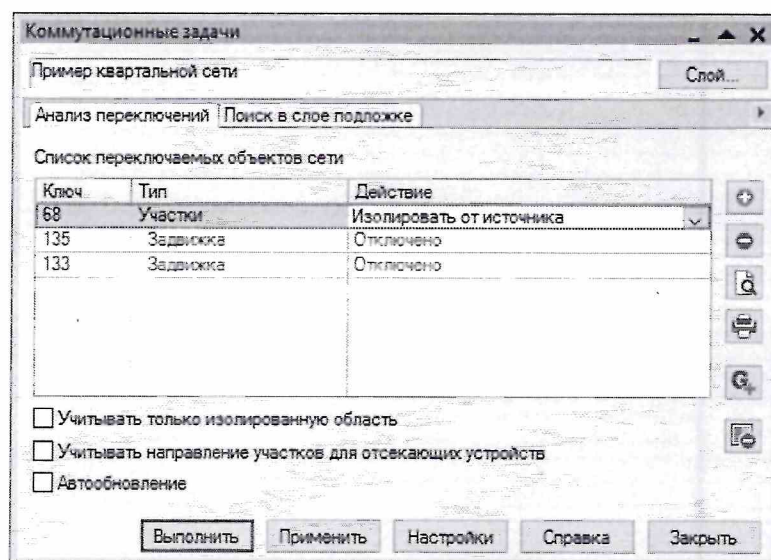 Коммутационные задачи
Пример квартальной сети
Слой...
Анализ переключений Поиск в слое подложке
Список переключаемых объектов сети
Ключ Тип Действие
68 Участки Изолировать от источника
135 Задвижка Отключено
133 Задвижка Отключено
G+
Учитывать только изолированную область
Учитывать направление участков для отсекающих устройств
Автообновление
Выполнить Применить Настройки Справка Закрыть